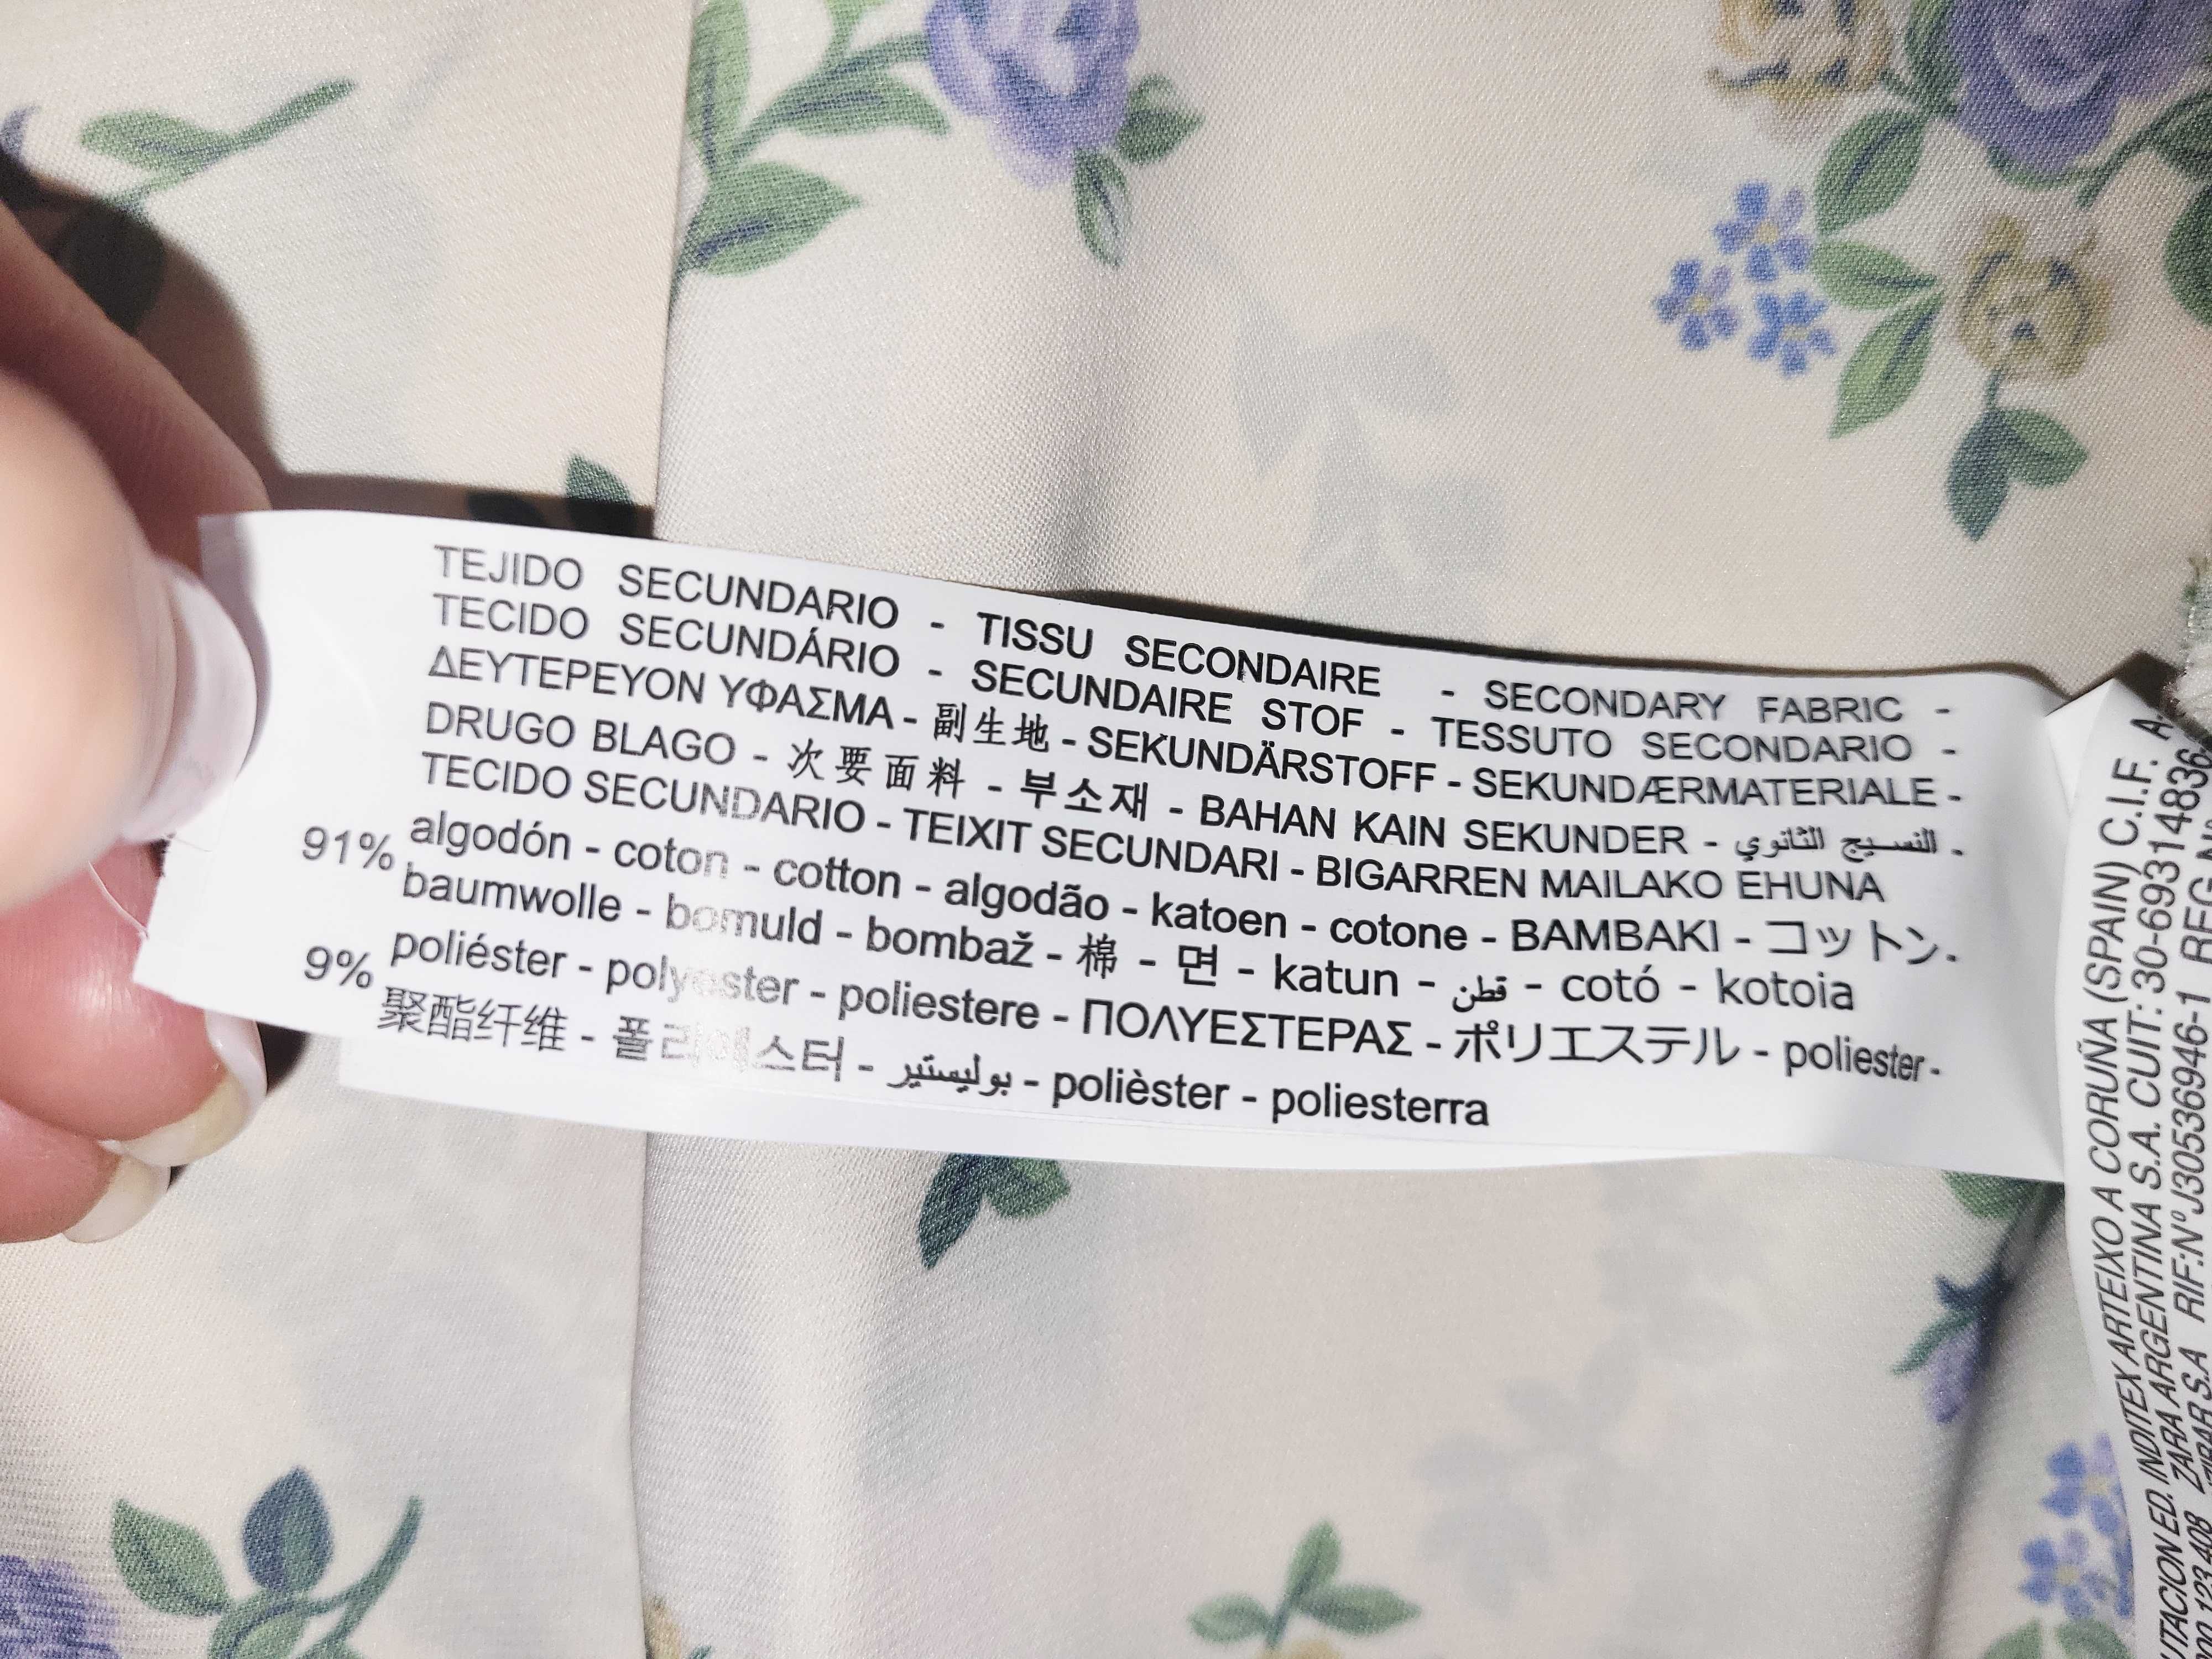 TEJIDO SECUNDARIO - TISSU SECONDAIRE - SECONDARY FABRIC -
TECIDO SECUNDÁRIO - SECUNDAIRE STOF - TESSUTO SECONDARIO -
ΔΕΥΤΕΡΕΥΟΝ ΥΦΑΣΜΑ - 副生地 - SEKUNDÄRSTOFF - SEKUNDÆRMATERIALE -
DRUGO BLAGO - 次要面料 - 부소재 - BAHAN KAIN SEKUNDER - النسيج الثانوي -
TECIDO SECUNDARIO - TEIXIT SECUNDARI - BIGARREN MAILAKO EHUNA
91% algodón - coton - cotton - algodão - katoen - cotone - BAMBAKI - コットン -
baumwolle - bomuld - bombaž - 棉 - 면 - katun - قطن - cotó - kotoia
9% poliéster - polyester - poliestere - ΠΟΛΥΕΣΤΕΡΑΣ - ポリエステル - poliester -
聚酯纤维 - 폴리에스터 - بوليستير - polièster - poliesterra
ED. INDITEX ARTEIXO A CORUÑA (SPAIN) C.I.F. A-
ZARA ARGENTINA S.A. CUIT: 30-69314836-
RIF:Nº J30536946-1 REG